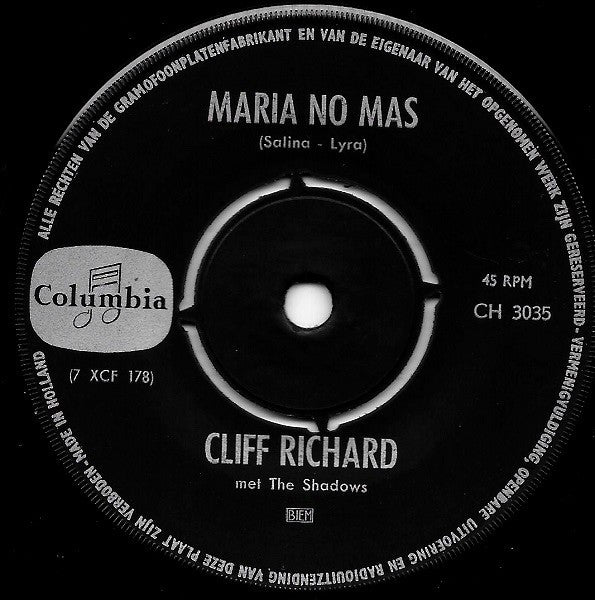 ALLE RECHTEN VAN DE GRAMOFOONPLATENFABRIKANT EN VAN DE EIGENAAR VAN HET OPGENOMEN WERK ZIJN GERESERVEERD- VERMENIGVULDIGING, OPENBARE UITVOERING EN RADIOUITZENDING VAN DEZE PLAAT ZIJN VERBODEN-MADE IN HOLLAND
MARIA NO MAS
(Salina - Lyra)
Columbia
45 RPM
CH 3035
(7 XCF 178)
CLIFF RICHARD
met The Shadows
BIEM